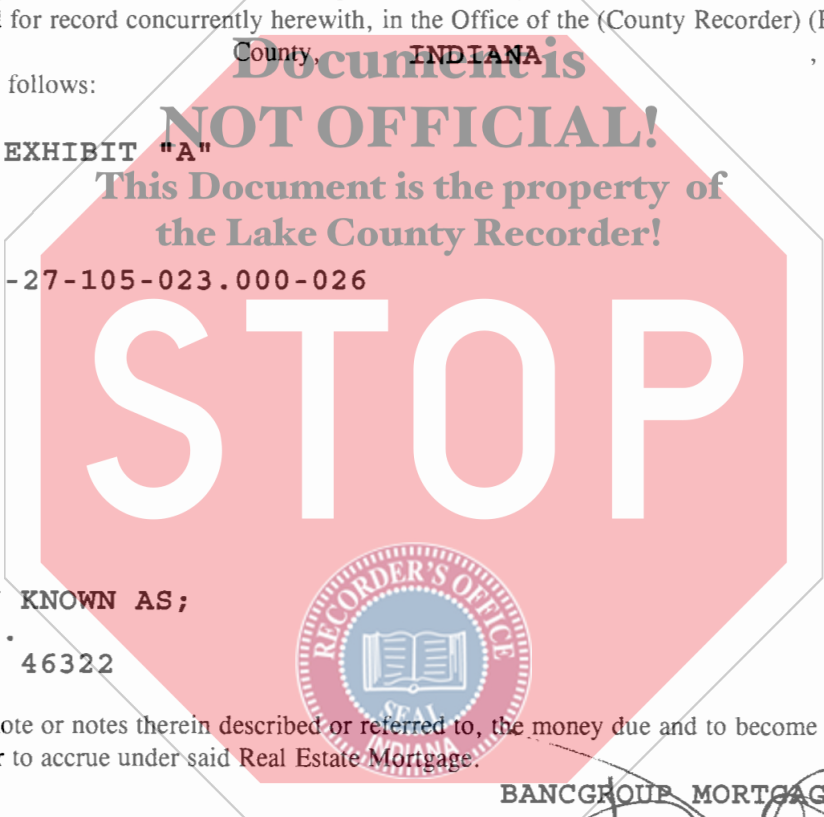 for record concurrently herewith, in the Office of the (County Recorder) (
County, INDIANA ,
Document is
follows:
NOT OFFICIAL!
EXHIBIT "A"
This Document is the property of
the Lake County Recorder!
-27-105-023.000-026
STOP
RECORDER'S OFFICE
KNOWN AS;
.
46322
SEAL
ote or notes therein described or referred to, the money due and to become
INDIANA
r to accrue under said Real Estate Mortgage.
BANCGROUP MORTGAG